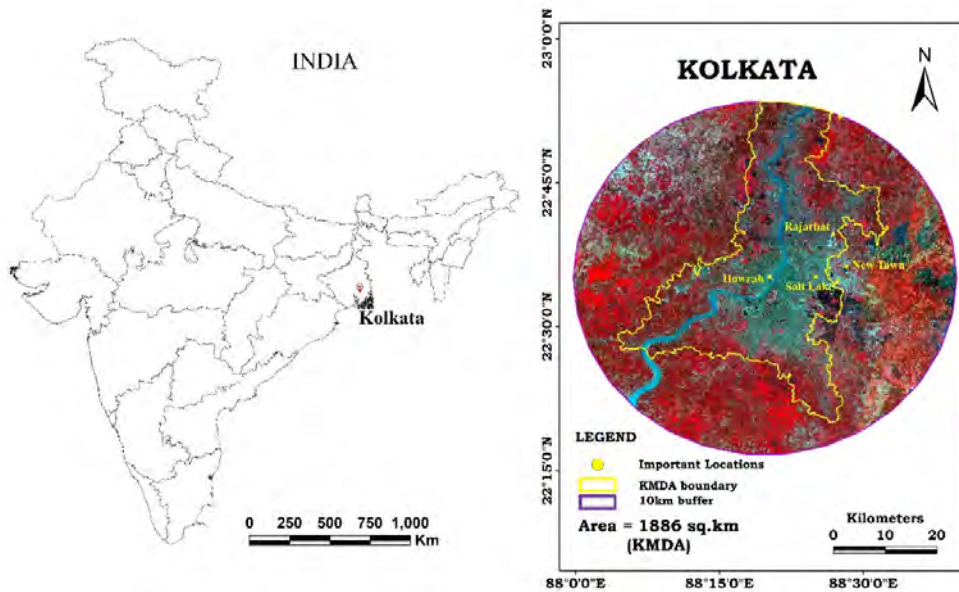 INDIA
Kolkata
0 250 500 750 1,000
Km
KOLKATA
N
23°0'0"N
22°45'0"N
22°30'0"N
22°15'0"N
Rajarhat
New Town
Howrah
Salt Lake
LEGEND
Important Locations
KMDA boundary
10km buffer
Area = 1886 sq.km
(KMDA)
Kilometers
0 10 20
88°0'0"E 88°15'0"E 88°30'0"E